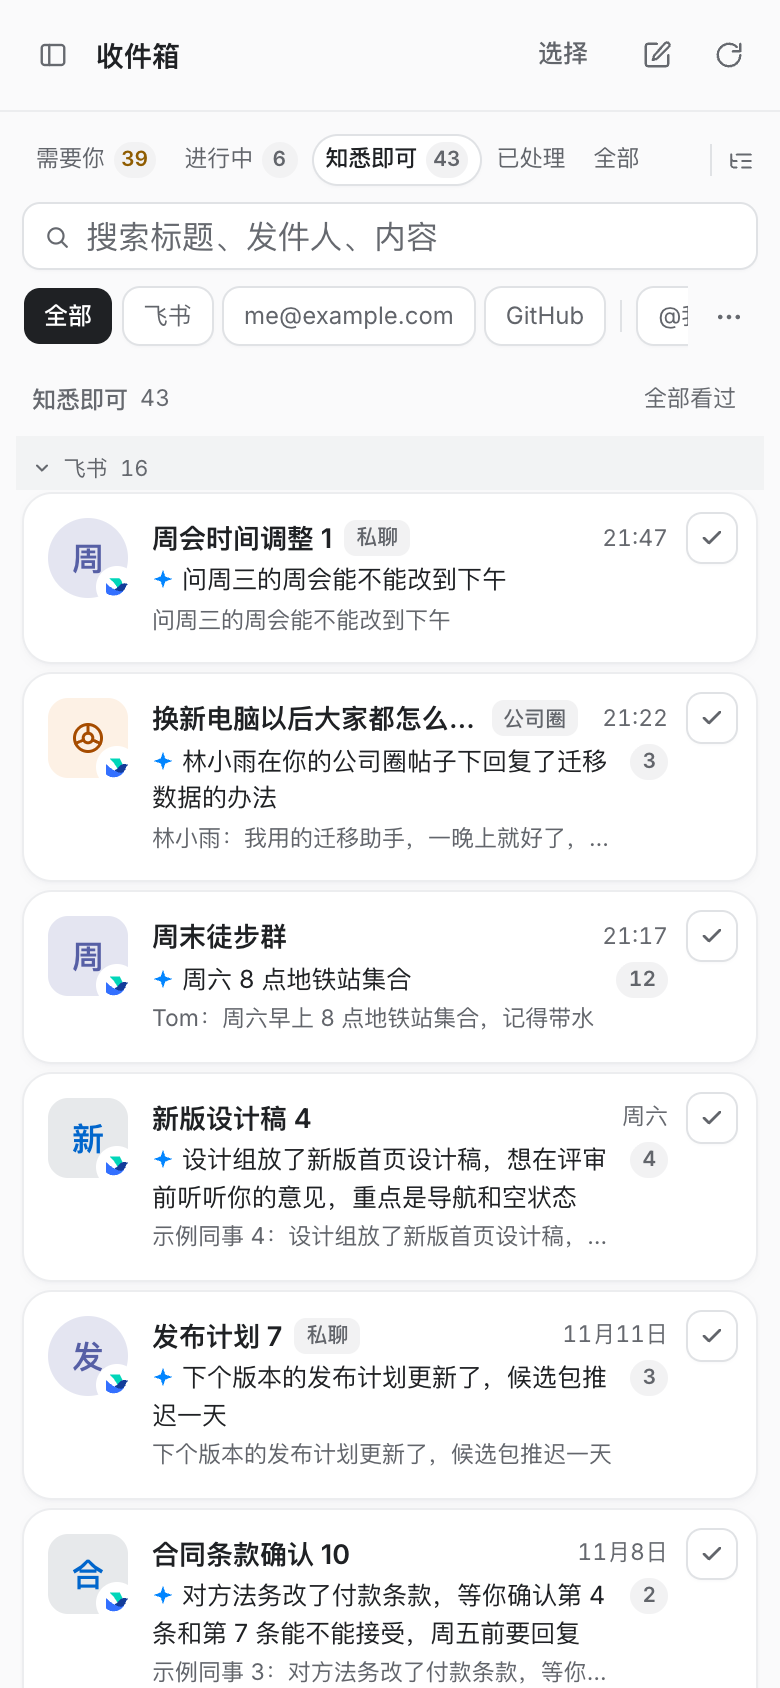 收件箱
选择
需要你 39 进行中 6 知悉即可 43 已处理 全部
搜索标题、发件人、内容
全部 飞书 me@example.com GitHub @
知悉即可 43 全部看过
飞书 16
周
周会时间调整 1 私聊 21:47
问周三的周会能不能改到下午
问周三的周会能不能改到下午
换新电脑以后大家都怎么... 公司圈 21:22
林小雨在你的公司圈帖子下回复了迁移 3
数据的办法
林小雨：我用的迁移助手，一晚上就好了，...
周
周末徒步群 21:17
周六 8 点地铁站集合 12
Tom：周六早上 8 点地铁站集合，记得带水
新
新版设计稿 4 周六
设计组放了新版首页设计稿，想在评审 4
前听听你的意见，重点是导航和空状态
示例同事 4：设计组放了新版首页设计稿，...
发
发布计划 7 私聊 11月11日
下个版本的发布计划更新了，候选包推 3
迟一天
下个版本的发布计划更新了，候选包推迟一天
合
合同条款确认 10 11月8日
对方法务改了付款条款，等你确认第 4 2
条和第 7 条能不能接受，周五前要回复
示例同事 3：对方法务改了付款条款，等你...